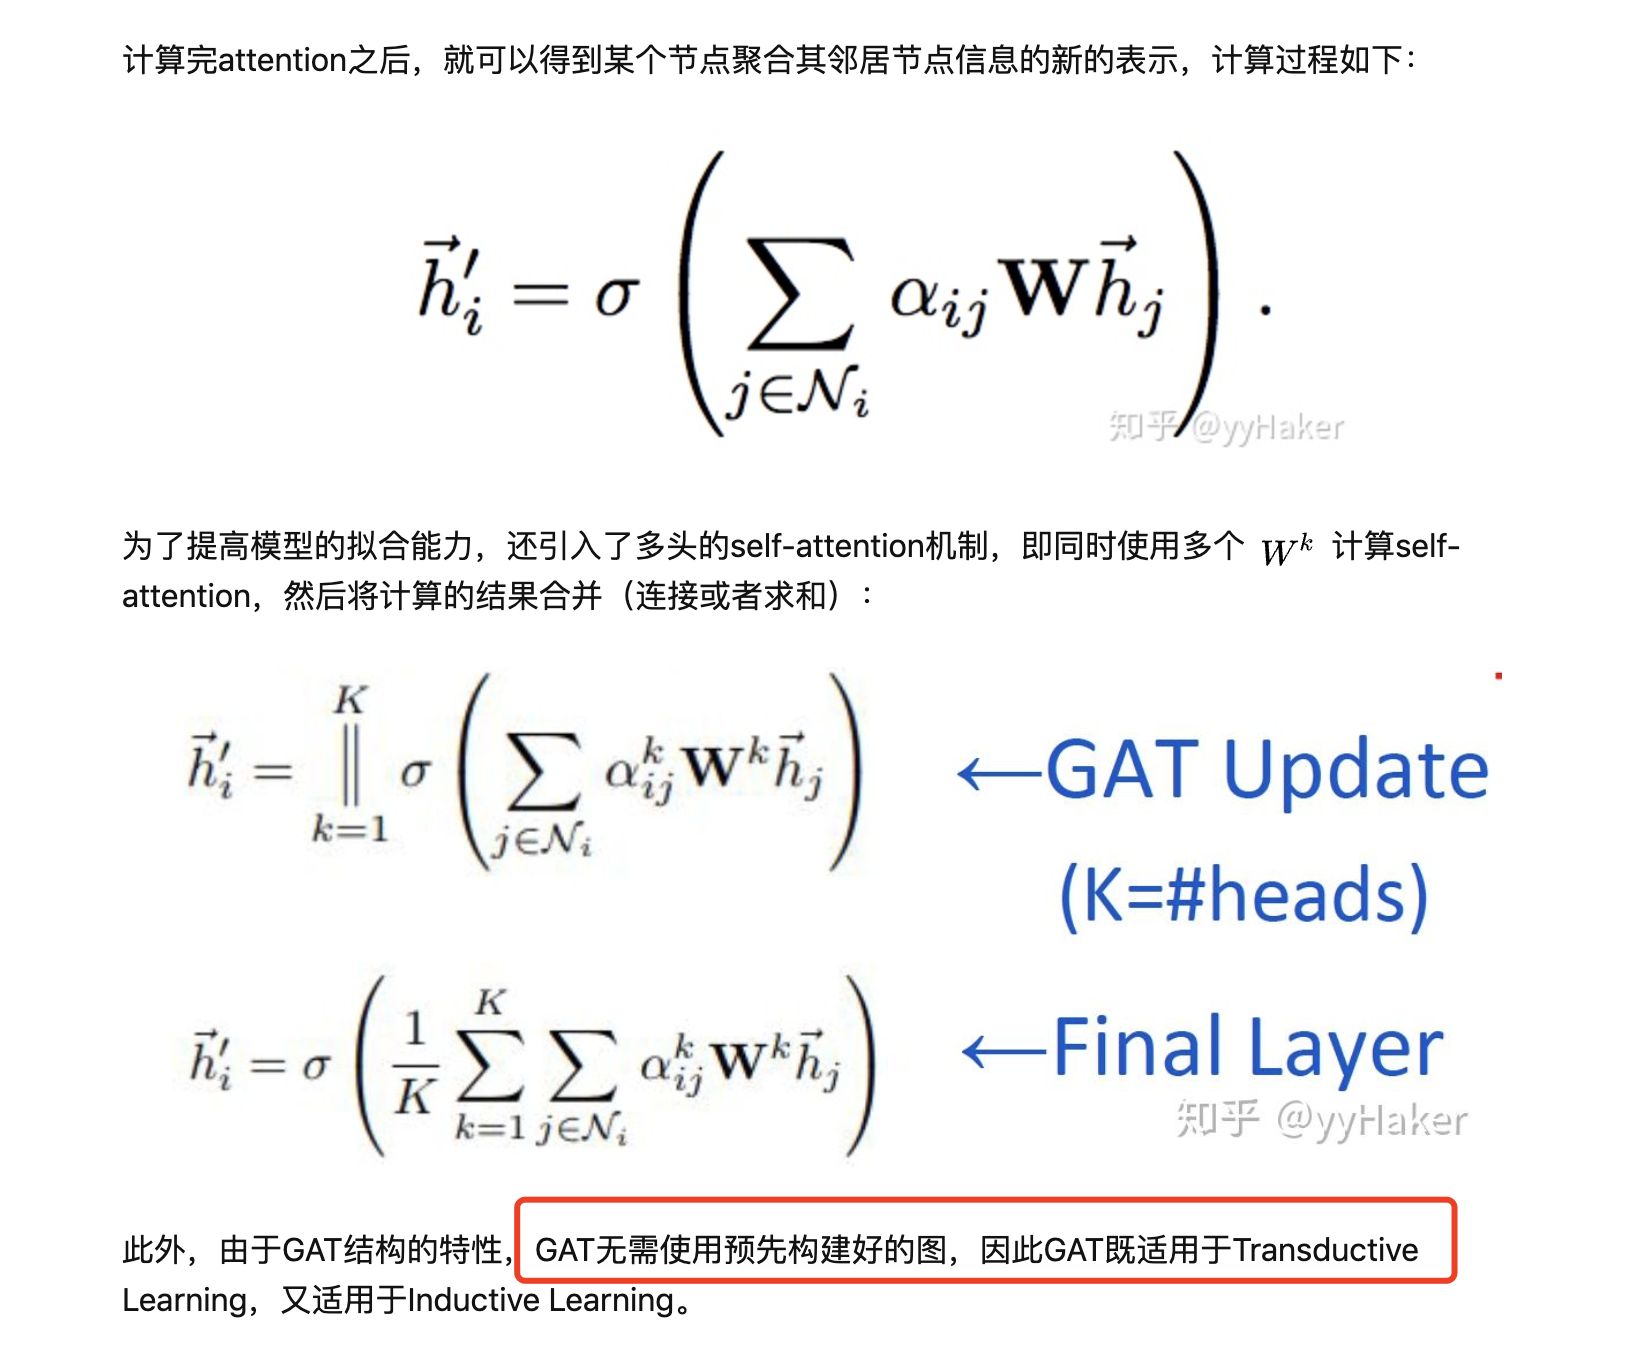 计算完attention之后，就可以得到某个节点聚合其邻居节点信息的新的表示，计算过程如下：
$\vec{h}'_i = \sigma \left( \sum_{j \in \mathcal{N}_i} \alpha_{ij} \mathbf{W} \vec{h}_j \right).$
知乎 @yyHaker
为了提高模型的拟合能力，还引入了多头的self-attention机制，即同时使用多个 $W^k$ 计算self-
attention，然后将计算的结果合并（连接或者求和）：
$\vec{h}'_i = \Big\Vert_{k=1}^{K} \sigma \left( \sum_{j \in \mathcal{N}_i} \alpha_{ij}^k \mathbf{W}^k \vec{h}_j \right)$ ←GAT Update
(K=#heads)
$\vec{h}'_i = \sigma \left( \frac{1}{K} \sum_{k=1}^{K} \sum_{j \in \mathcal{N}_i} \alpha_{ij}^k \mathbf{W}^k \vec{h}_j \right)$ ←Final Layer
知乎 @yyHaker
此外，由于GAT结构的特性，GAT无需使用预先构建好的图，因此GAT既适用于Transductive
Learning，又适用于Inductive Learning。